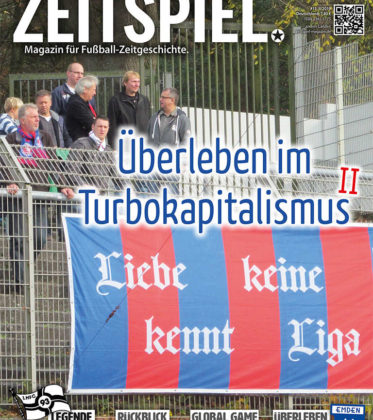 ZEITSPIEL.
Magazin für Fußball-Zeitgeschichte.
Überleben im
Turbokapitalismus II
Liebe keine
kennt Liga
93
LEGENDE
RÜCKBLICK
GLOBAL GAME
ÜBERLEBEN
EMDEN